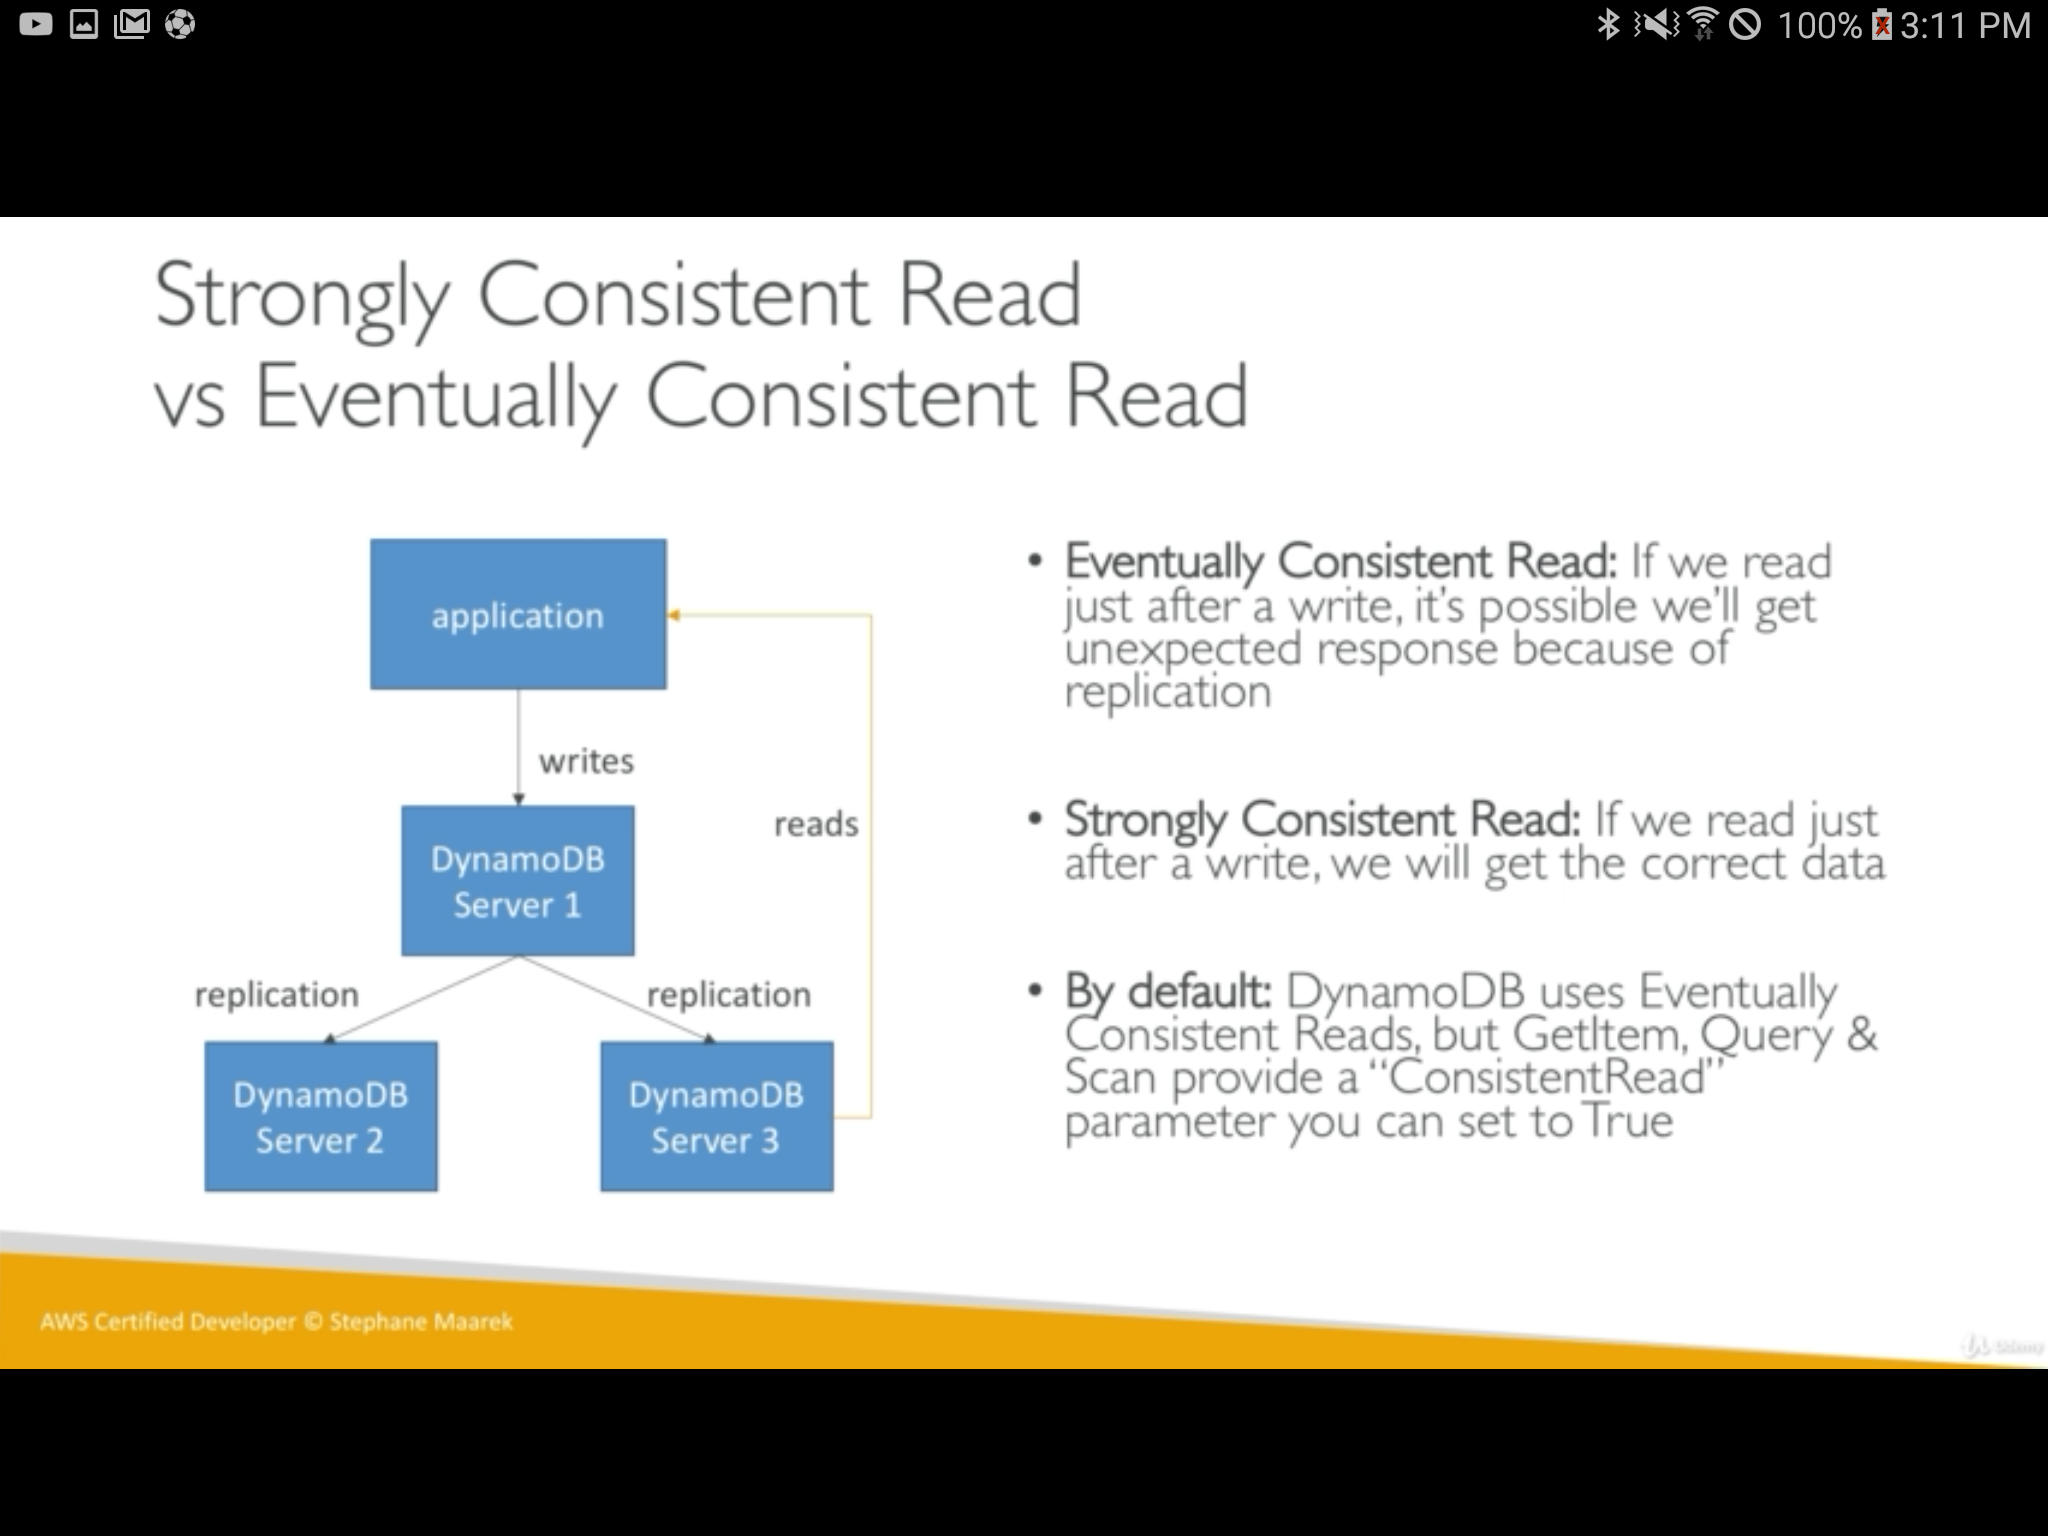 100% 3:11 PM
Strongly Consistent Read
vs Eventually Consistent Read
application
writes
reads
DynamoDB
Server 1
replication
replication
DynamoDB
Server 2
DynamoDB
Server 3
• Eventually Consistent Read: If we read
just after a write, it’s possible we’ll get
unexpected response because of
replication
• Strongly Consistent Read: If we read just
after a write, we will get the correct data
• By default: DynamoDB uses Eventually
Consistent Reads, but GetItem, Query &
Scan provide a “ConsistentRead”
parameter you can set to True
AWS Certified Developer © Stephane Maarek
Udemy